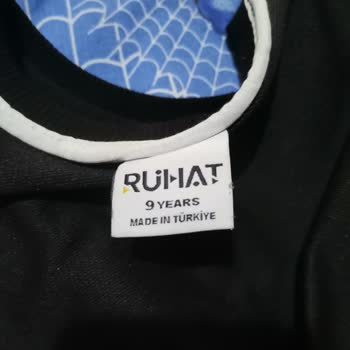 RUHAT
9 YEARS
MADE IN TÜRKİYE